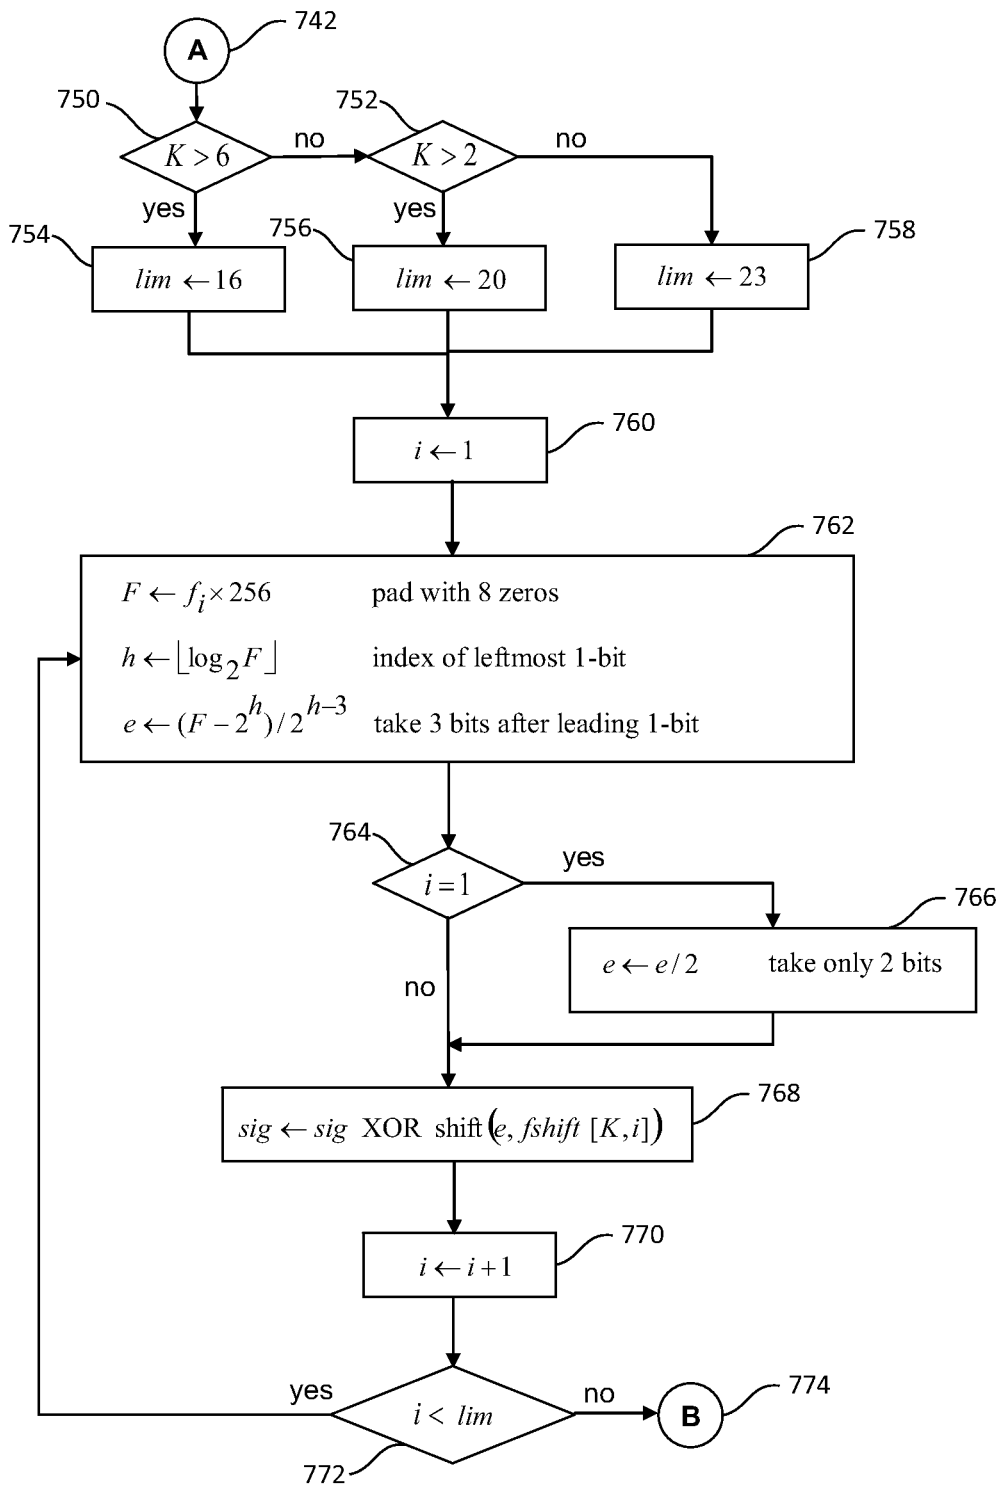 A
742
750
K > 6
no
752
K > 2
no
yes
yes
754
lim ← 16
756
lim ← 20
758
lim ← 23
760
i ← 1
762
F ← f_i × 256 pad with 8 zeros
h ← ⌊log_2 F⌋ index of leftmost 1-bit
e ← (F − 2^h) / 2^{h−3} take 3 bits after leading 1-bit
764
i = 1
yes
766
e ← e / 2 take only 2 bits
no
768
sig ← sig XOR shift(e, fshift [K, i])
770
i ← i + 1
yes
i < lim
no
B
774
772